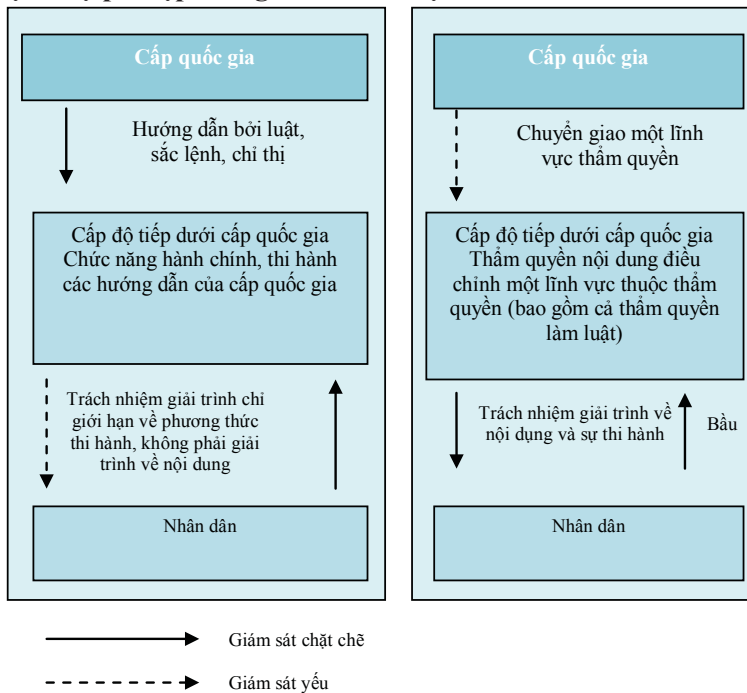 Cấp quốc gia
Hướng dẫn bởi luật,
sắc lệnh, chỉ thị
Cấp độ tiếp dưới cấp quốc gia
Chức năng hành chính, thi hành
các hướng dẫn của cấp quốc gia
Trách nhiệm giải trình chỉ
giới hạn về phương thức
thi hành, không phải giải
trình về nội dung
Nhân dân
Cấp quốc gia
Chuyển giao một lĩnh
vực thẩm quyền
Cấp độ tiếp dưới cấp quốc gia
Thẩm quyền nội dung điều
chỉnh một lĩnh vực thuộc thẩm
quyền (bao gồm cả thẩm quyền
làm luật)
Trách nhiệm giải trình về
nội dụng và sự thi hành
Bầu
Nhân dân
Giám sát chặt chẽ
Giám sát yếu